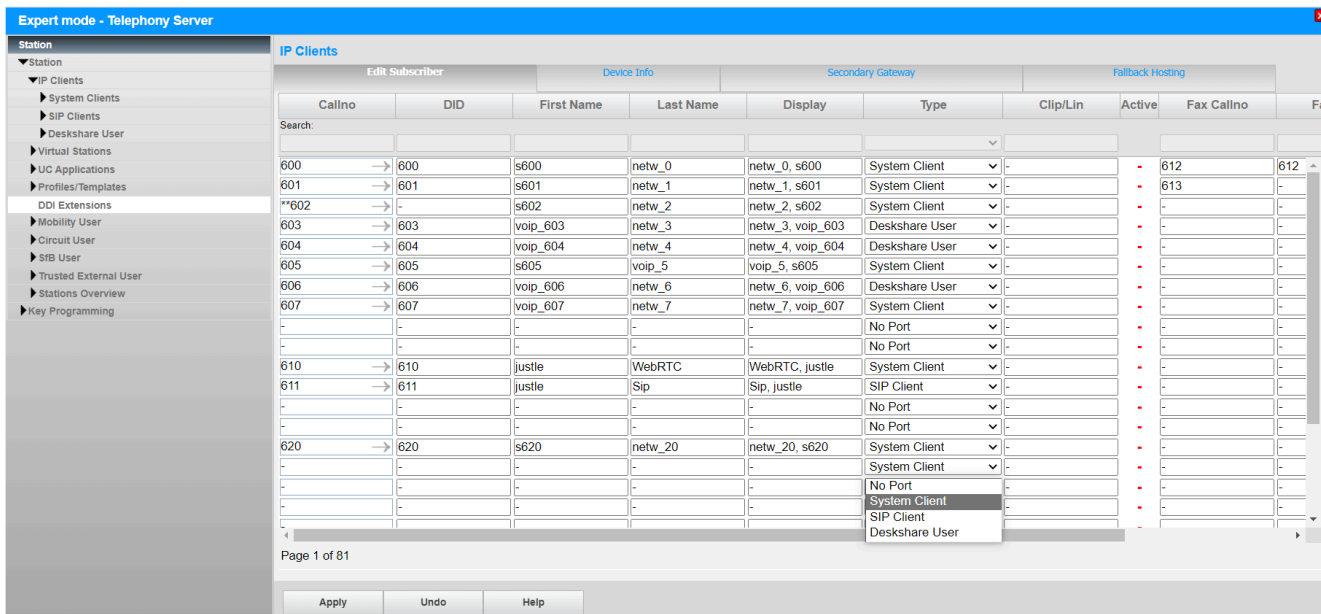 Expert mode - Telephony Server
Station
Station
IP Clients
System Clients
SIP Clients
Deskshare User
Virtual Stations
UC Applications
Profiles/Templates
DDI Extensions
Mobility User
Circuit User
SfB User
Trusted External User
Stations Overview
Key Programming
IP Clients
Edit Subscriber Device Info Secondary Gateway Fallback Hosting
Callno DID First Name Last Name Display Type Clip/Lin Active Fax Callno
Search:
600 600 s600 netw_0 netw_0, s600 System Client - - 612 612
601 601 s601 netw_1 netw_1, s601 System Client - - 613 -
**602 - s602 netw_2 netw_2, s602 System Client - - - -
603 603 voip_603 netw_3 netw_3, voip_603 Deskshare User - - - -
604 604 voip_604 netw_4 netw_4, voip_604 Deskshare User - - - -
605 605 s605 voip_5 voip_5, s605 System Client - - - -
606 606 voip_606 netw_6 netw_6, voip_606 Deskshare User - - - -
607 607 voip_607 netw_7 netw_7, voip_607 System Client - - - -
- - - - - No Port - - - -
- - - - - No Port - - - -
610 610 justle WebRTC WebRTC, justle System Client - - - -
611 611 justle Sip Sip, justle SIP Client - - - -
- - - - - No Port - - - -
- - - - - No Port - - - -
620 620 s620 netw_20 netw_20, s620 System Client - - - -
- - - - - System Client - - - -
- - - - - No Port - - - -
System Client
- - - - - SIP Client - - - -
Deskshare User
Page 1 of 81
Apply Undo Help